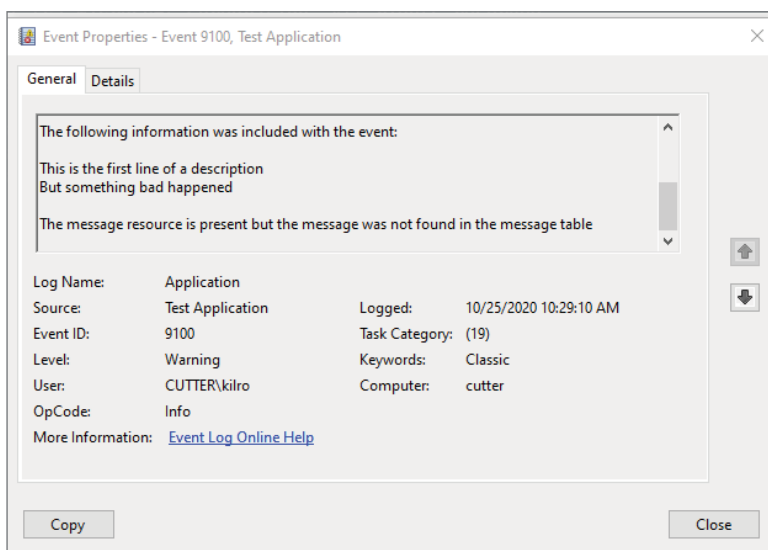 Event Properties - Event 9100, Test Application
General Details
The following information was included with the event:
This is the first line of a description
But something bad happened
The message resource is present but the message was not found in the message table
Log Name: Application
Source: Test Application Logged: 10/25/2020 10:29:10 AM
Event ID: 9100 Task Category: (19)
Level: Warning Keywords: Classic
User: CUTTER\kilro Computer: cutter
OpCode: Info
More Information: Event Log Online Help
Copy Close